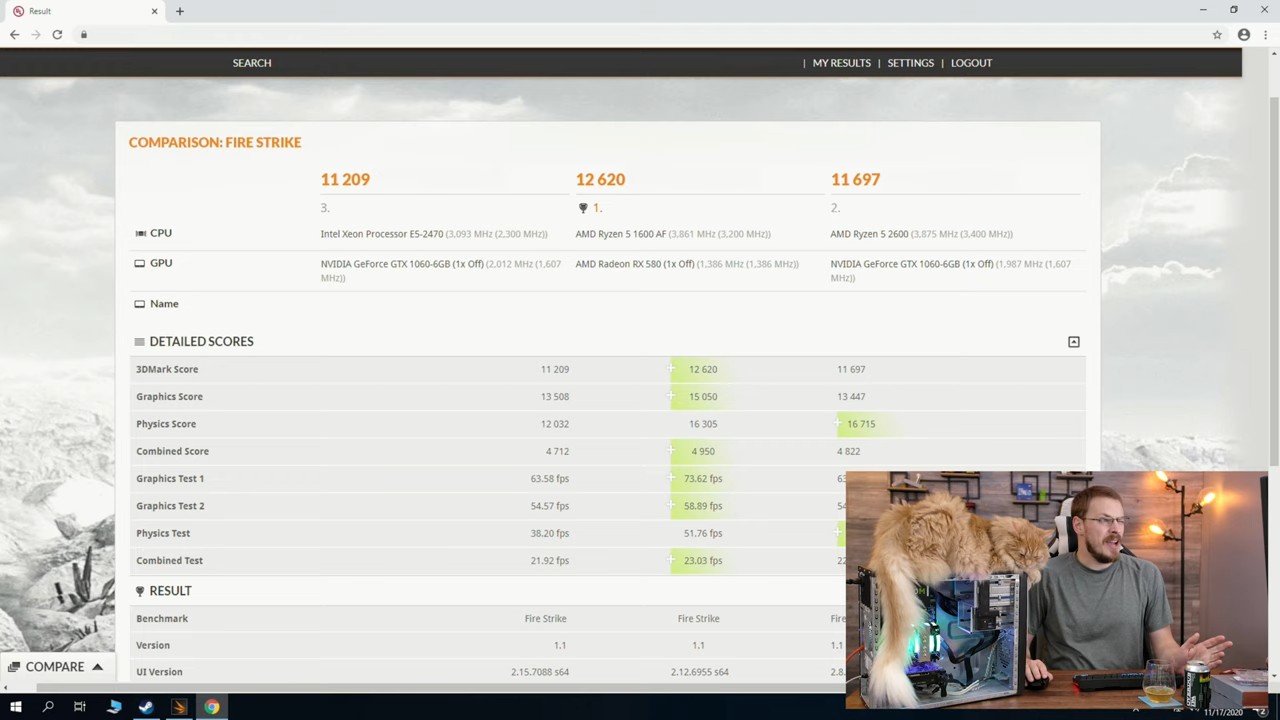 Result
SEARCH
| MY RESULTS | SETTINGS | LOGOUT
COMPARISON: FIRE STRIKE
11 209 12 620 11 697
3. 1. 2.
CPU Intel Xeon Processor E5-2470 (3,093 MHz (2,300 MHz)) AMD Ryzen 5 1600 AF (3,861 MHz (3,200 MHz)) AMD Ryzen 5 2600 (3,875 MHz (3,400 MHz))
GPU NVIDIA GeForce GTX 1060-6GB (1x Off) (2,012 MHz (1,607 AMD Radeon RX 580 (1x Off) (1,386 MHz (1,386 MHz)) NVIDIA GeForce GTX 1060-6GB (1x Off) (1,987 MHz (1,607
MHz)) MHz))
Name
DETAILED SCORES
3DMark Score 11 209 12 620 11 697
Graphics Score 13 508 15 050 13 447
Physics Score 12 032 16 305 16 715
Combined Score 4 712 4 950 4 822
Graphics Test 1 63.58 fps 73.62 fps 63
Graphics Test 2 54.57 fps 58.89 fps 54
Physics Test 38.20 fps 51.76 fps
Combined Test 21.92 fps 23.03 fps 22
RESULT
Benchmark Fire Strike Fire Strike Fire
Version 1.1 1.1 1.1
UI Version 2.15.7088 s64 2.12.6955 s64 2.8
COMPARE
11/17/2020